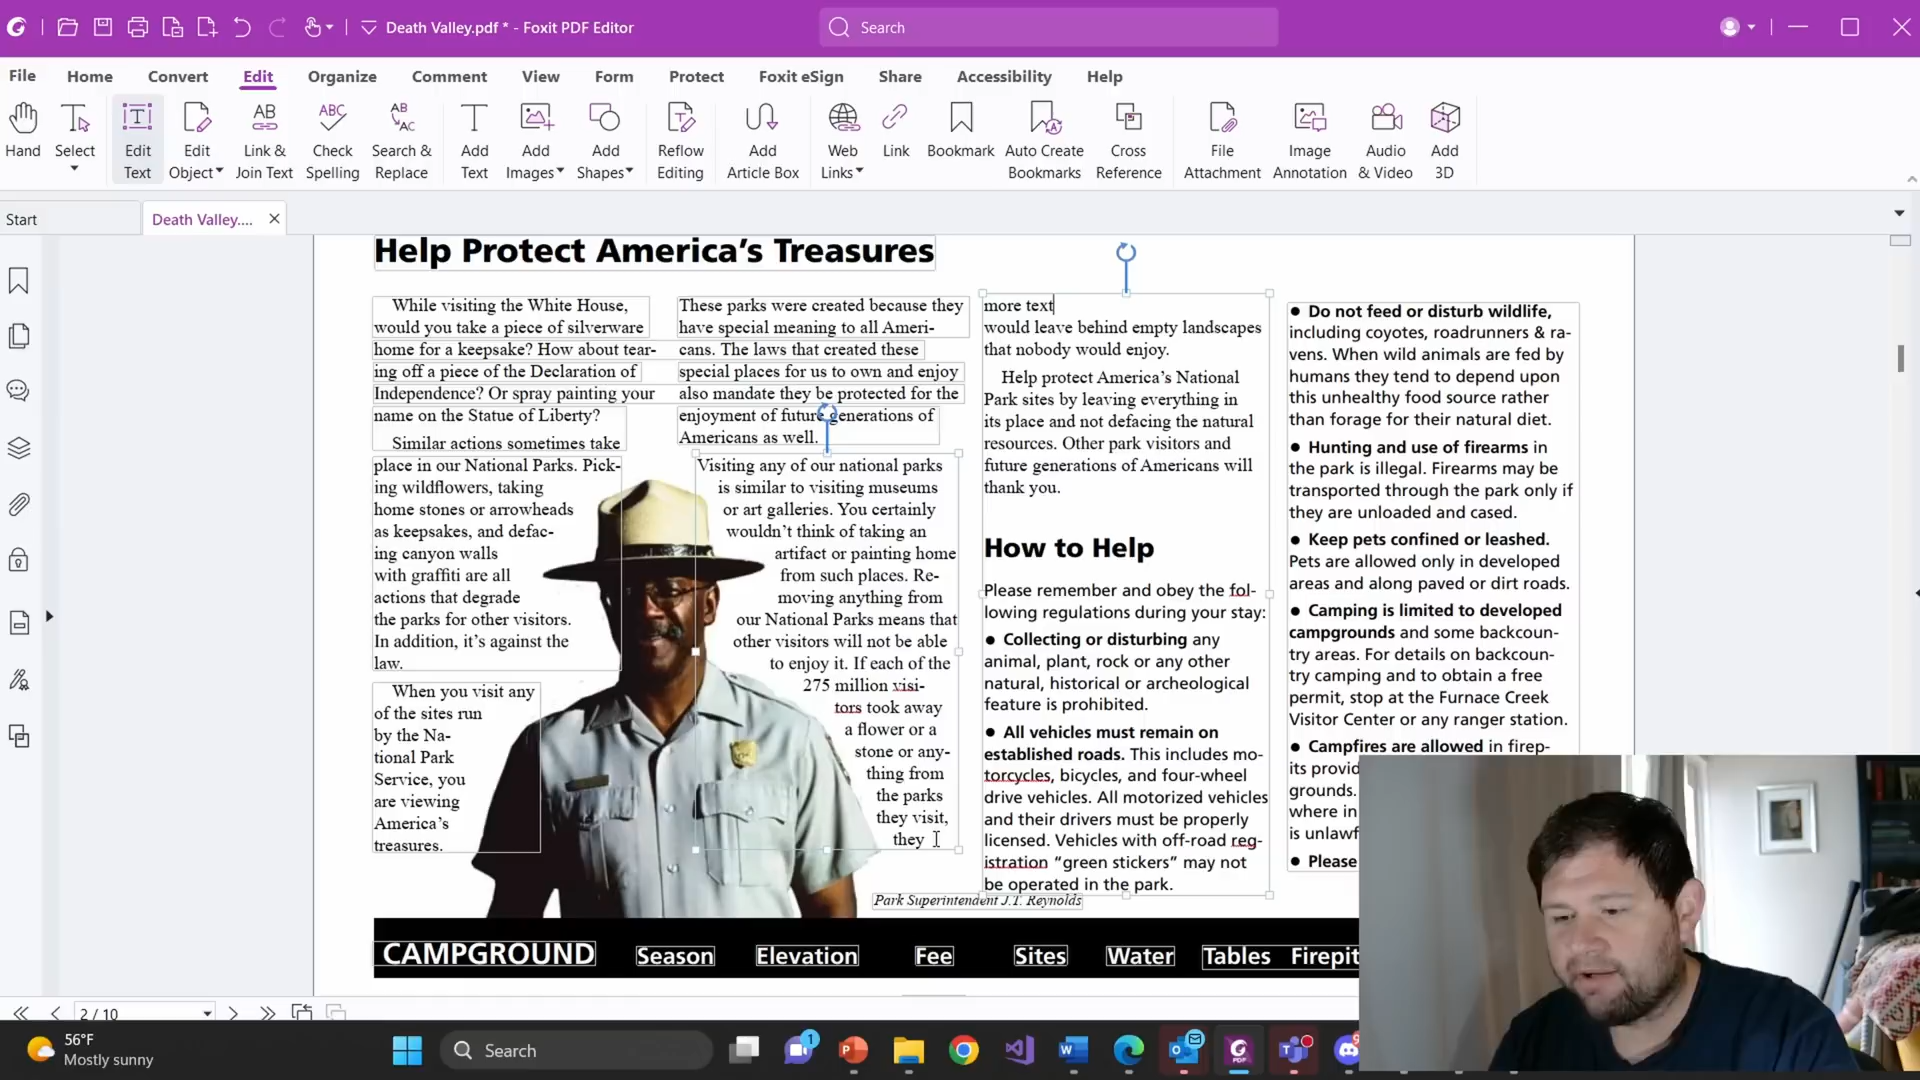 Death Valley.pdf * - Foxit PDF Editor
Search
File Home Convert Edit Organize Comment View Form Protect Foxit eSign Share Accessibility Help
Hand
Select
Edit Text
Edit Object
Link & Join Text
Check Spelling
Search & Replace
Add Text
Add Images
Add Shapes
Reflow Editing
Add Article Box
Web Links
Link
Bookmark
Auto Create Bookmarks
Cross Reference
File Attachment
Image Annotation
Audio & Video
Add 3D
Start
Death Valley....
Help Protect America’s Treasures
While visiting the White House,
would you take a piece of silverware
home for a keepsake? How about tear-
ing off a piece of the Declaration of
Independence? Or spray painting your
name on the Statue of Liberty?
Similar actions sometimes take
place in our National Parks. Pick-
ing wildflowers, taking
home stones or arrowheads
as keepsakes, and defac-
ing canyon walls
with graffiti are all
actions that degrade
the parks for other visitors.
In addition, it’s against the
law.
When you visit any
of the sites run
by the Na-
tional Park
Service, you
are viewing
America’s
treasures.
These parks were created because they
have special meaning to all Ameri-
cans. The laws that created these
special places for us to own and enjoy
also mandate they be protected for the
enjoyment of future generations of
Americans as well.
Visiting any of our national parks
is similar to visiting museums
or art galleries. You certainly
wouldn’t think of taking an
artifact or painting home
from such places. Re-
moving anything from
our National Parks means that
other visitors will not be able
to enjoy it. If each of the
275 million visi-
tors took away
a flower or a
stone or any-
thing from
the parks
they visit,
they
more text
would leave behind empty landscapes
that nobody would enjoy.
Help protect America’s National
Park sites by leaving everything in
its place and not defacing the natural
resources. Other park visitors and
future generations of Americans will
thank you.
How to Help
Please remember and obey the fol-
lowing regulations during your stay:
● Collecting or disturbing any
animal, plant, rock or any other
natural, historical or archeological
feature is prohibited.
● All vehicles must remain on
established roads. This includes mo-
torcycles, bicycles, and four-wheel
drive vehicles. All motorized vehicles
and their drivers must be properly
licensed. Vehicles with off-road reg-
istration “green stickers” may not
be operated in the park.
Park Superintendent J.T. Reynolds
● Do not feed or disturb wildlife,
including coyotes, roadrunners & ra-
vens. When wild animals are fed by
humans they tend to depend upon
this unhealthy food source rather
than forage for their natural diet.
● Hunting and use of firearms in
the park is illegal. Firearms may be
transported through the park only if
they are unloaded and cased.
● Keep pets confined or leashed.
Pets are allowed only in developed
areas and along paved or dirt roads.
● Camping is limited to developed
campgrounds and some backcoun-
try areas. For details on backcoun-
try camping and to obtain a free
permit, stop at the Furnace Creek
Visitor Center or any ranger station.
● Campfires are allowed in firep-
its provid
grounds.
where in
is unlawf
● Please
CAMPGROUND Season Elevation Fee Sites Water Tables Firepit
2 / 10
56°F
Mostly sunny
Search
1